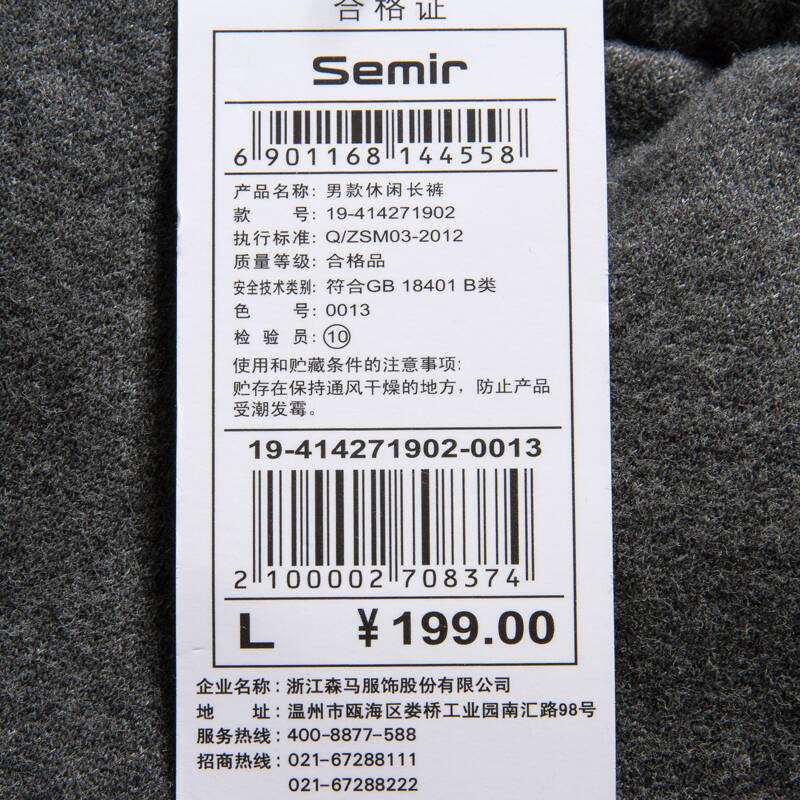 合格证
Semir
6 901168 144558
产品名称: 男款休闲长裤
款 号: 19-414271902
执行标准: Q/ZSM03-2012
质量等级: 合格品
安全技术类别: 符合GB 18401 B类
色 号: 0013
检 验 员: ⑩
使用和贮藏条件的注意事项:
贮存在保持通风干燥的地方，防止产品
受潮发霉。
19-414271902-0013
2 100002 708374
L ¥199.00
企业名称: 浙江森马服饰股份有限公司
地 址: 温州市瓯海区娄桥工业园南汇路98号
服务热线: 400-8877-588
招商热线: 021-67288111
021-67288222